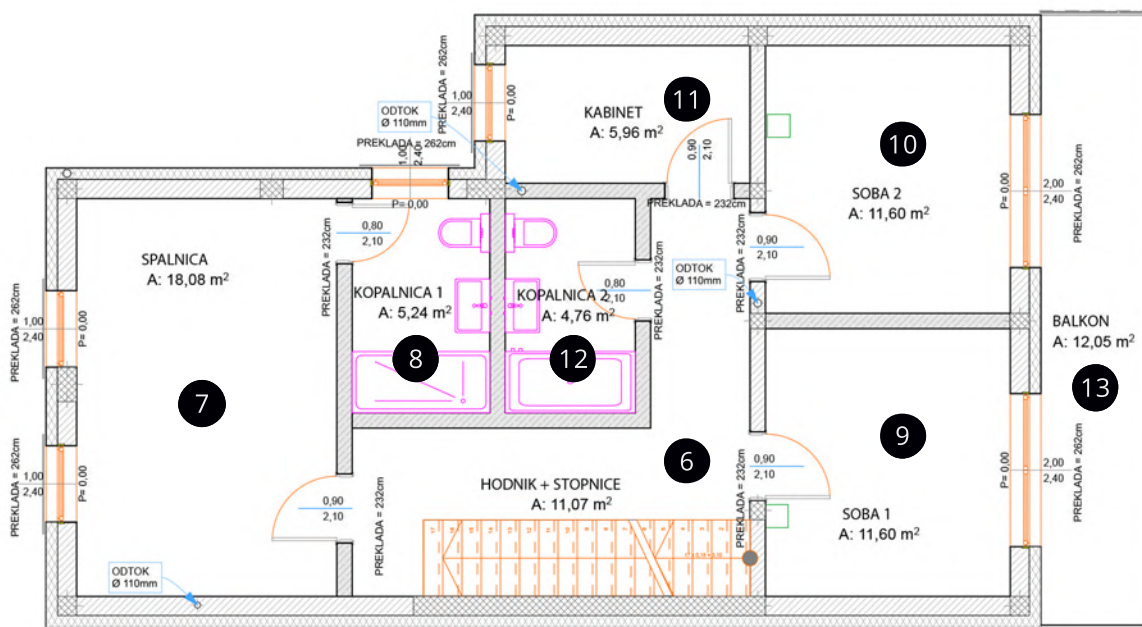 11
KABINET
A: 5,96 m²
1,00
2,40
P= 0,00
PREKLADA = 262cm
ODTOK
Ø 110mm
PREKLADA = 262cm
1,00
2,40
P= 0,00
0,90
2,10
PREKLADA = 232cm
10
SOBA 2
A: 11,60 m²
P= 0,00
2,00
2,40
PREKLADA = 262cm
0,90
2,10
PREKLADA = 232cm
ODTOK
Ø 110mm
SPALNICA
A: 18,08 m²
0,80
2,10
PREKLADA = 232cm
KOPALNICA 1
A: 5,24 m²
8
KOPALNICA 2
A: 4,76 m²
12
0,80
2,10
PREKLADA = 232cm
PREKLADA = 262cm
1,00
2,40
P= 0,00
7
BALKON
A: 12,05 m²
13
9
SOBA 1
A: 11,60 m²
P= 0,00
2,00
2,40
PREKLADA = 262cm
6
0,90
2,10
PREKLADA = 232cm
HODNIK + STOPNICE
A: 11,07 m²
PREKLADA = 262cm
1,00
2,40
P= 0,00
0,90
2,10
PREKLADA = 232cm
ODTOK
Ø 110mm